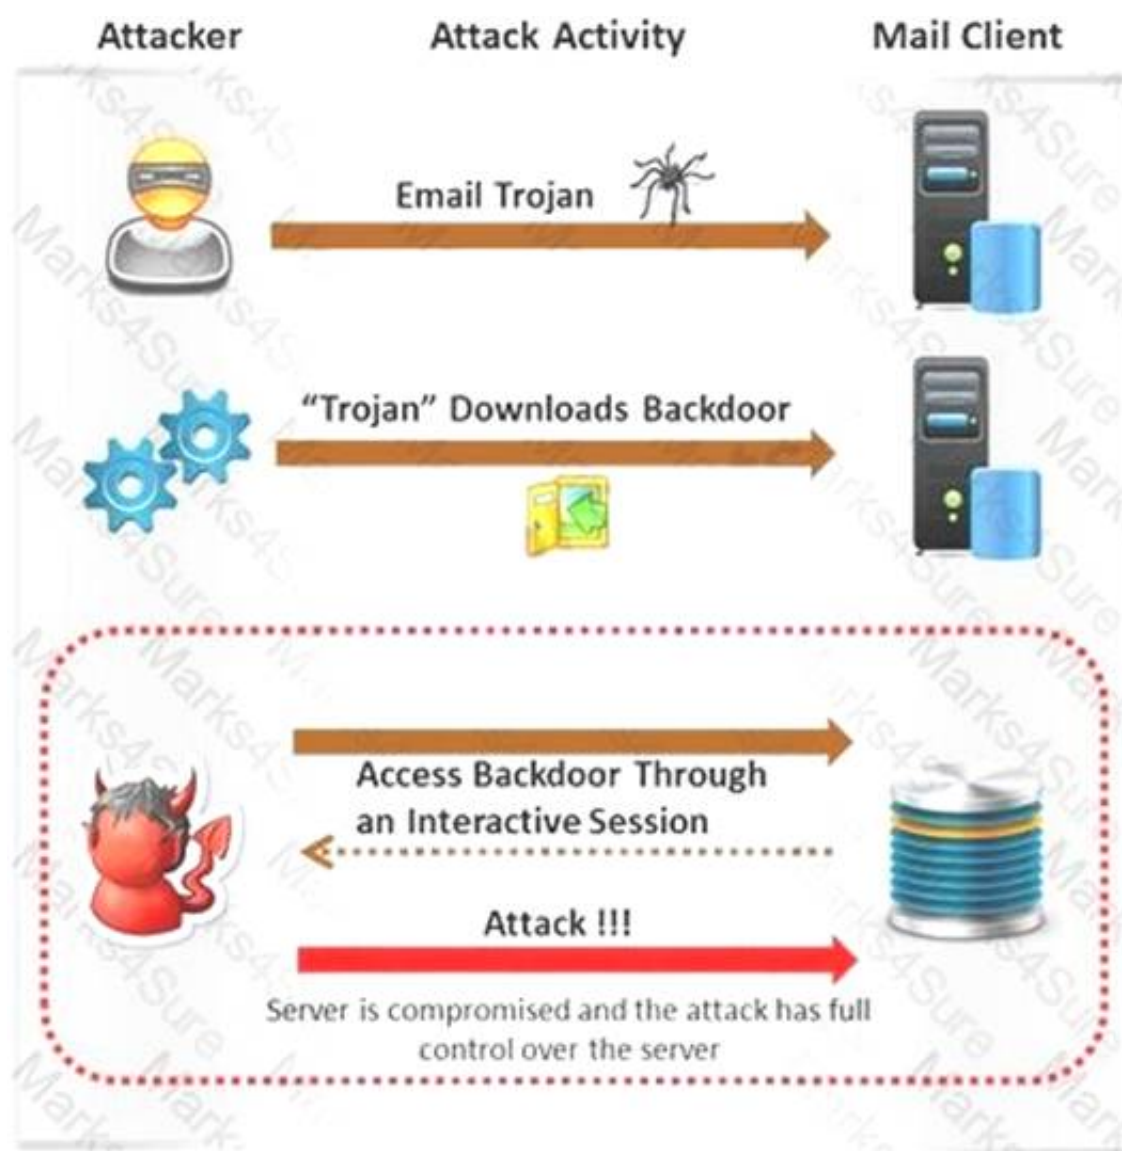 Attacker
Attack Activity
Mail Client
Email Trojan
“Trojan” Downloads Backdoor
Access Backdoor Through
an Interactive Session
Attack !!!
Server is compromised and the attack has full
control over the server
Marks4Sure